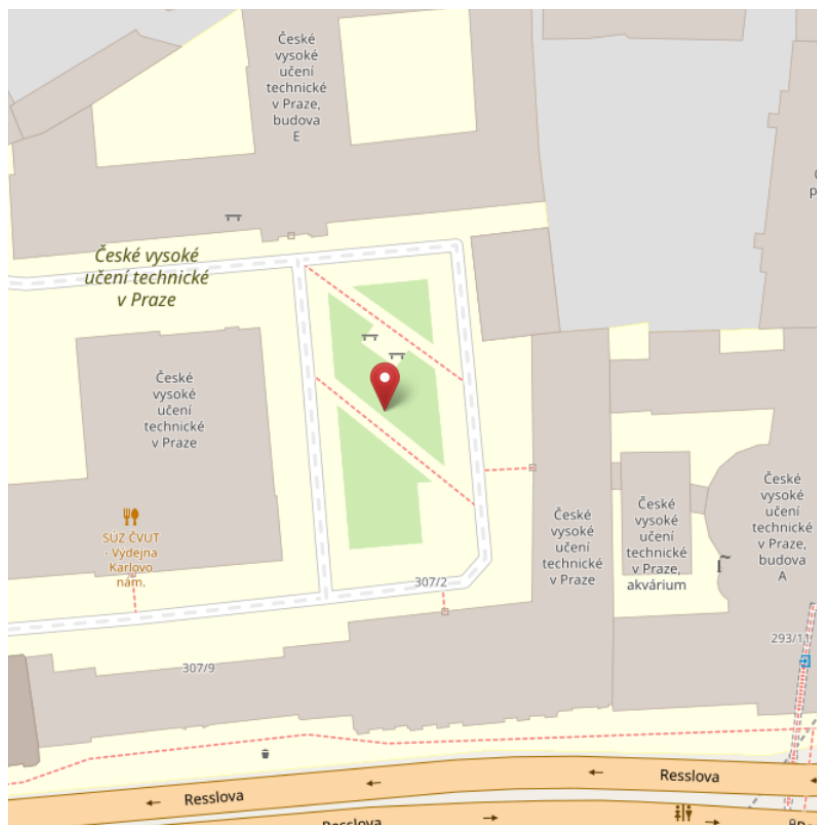 České
vysoké
učení
technické
v Praze,
budova
E
České vysoké
učení technické
v Praze
České
vysoké
učení
technické
v Praze
SÚZ ČVUT
- Výdejna
Karlovo
nám.
České
vysoké
učení
technické
v Praze
České
vysoké
učení
technické
v Praze,
akvárium
České
vysoké
učení
technické
v Praze,
budova
A
307/2
293/11
307/9
Resslova
Resslova
Resslova